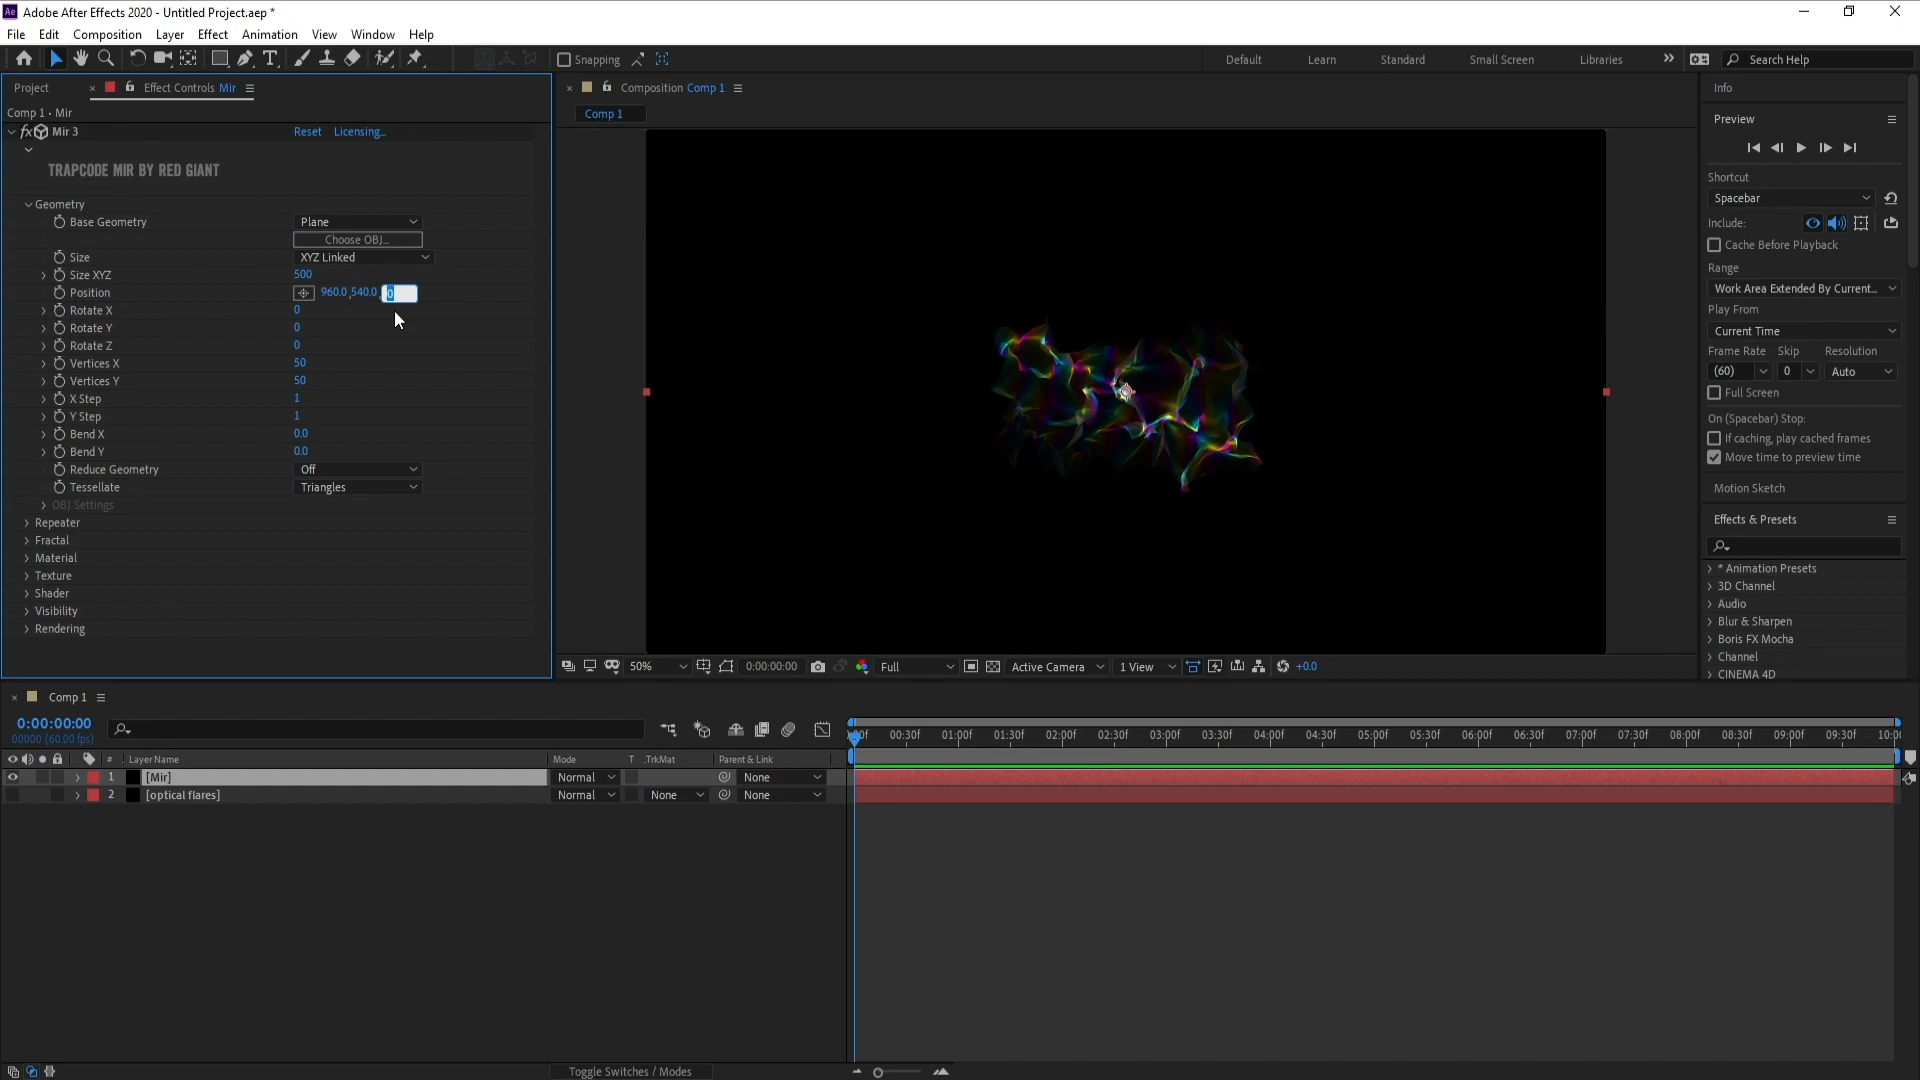 Ae Adobe After Effects 2020 - Untitled Project.aep *
File Edit Composition Layer Effect Animation View Window Help
Snapping Default Learn Standard Small Screen Libraries Search Help
Project Effect Controls Mir
Composition Comp 1
Info
Comp 1 • Mir
Comp 1
Preview
fx Mir 3 Reset Licensing...
TRAPCODE MIR BY RED GIANT
Geometry
Base Geometry Plane
Choose OBJ...
Size XYZ Linked
Size XYZ 500
Position 960.0,540.0, 0
Rotate X 0
Rotate Y 0
Rotate Z 0
Vertices X 50
Vertices Y 50
X Step 1
Y Step 1
Bend X 0.0
Bend Y 0.0
Reduce Geometry Off
Tessellate Triangles
OBJ Settings
Repeater
Fractal
Material
Texture
Shader
Visibility
Rendering
Shortcut
Spacebar
Include:
Cache Before Playback
Range
Work Area Extended By Current...
Play From
Current Time
Frame Rate Skip Resolution
(60) 0 Auto
Full Screen
On (Spacebar) Stop:
If caching, play cached frames
Move time to preview time
Motion Sketch
Effects & Presets
* Animation Presets
3D Channel
Audio
Blur & Sharpen
Boris FX Mocha
Channel
CINEMA 4D
50% 0:00:00:00 Full Active Camera 1 View +0.0
Comp 1
0:00:00:00
00000 (60.00 fps)
00:30f 01:00f 01:30f 02:00f 02:30f 03:00f 03:30f 04:00f 04:30f 05:00f 05:30f 06:00f 06:30f 07:00f 07:30f 08:00f 08:30f 09:00f 09:30f 10:0
# Layer Name Mode T .TrkMat Parent & Link
1 [Mir] Normal None
2 [optical flares] Normal None None
Toggle Switches / Modes